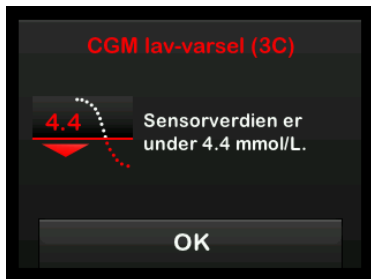 CGM lav-varsel (3C)
4.4
Sensorverdien er
under 4.4 mmol/L.
OK